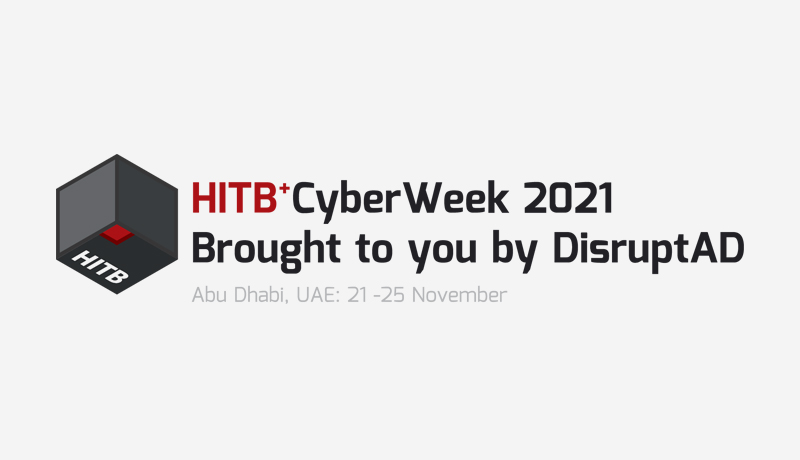 HITB
HITB+CyberWeek 2021
Brought to you by DisruptAD
Abu Dhabi, UAE: 21 -25 November